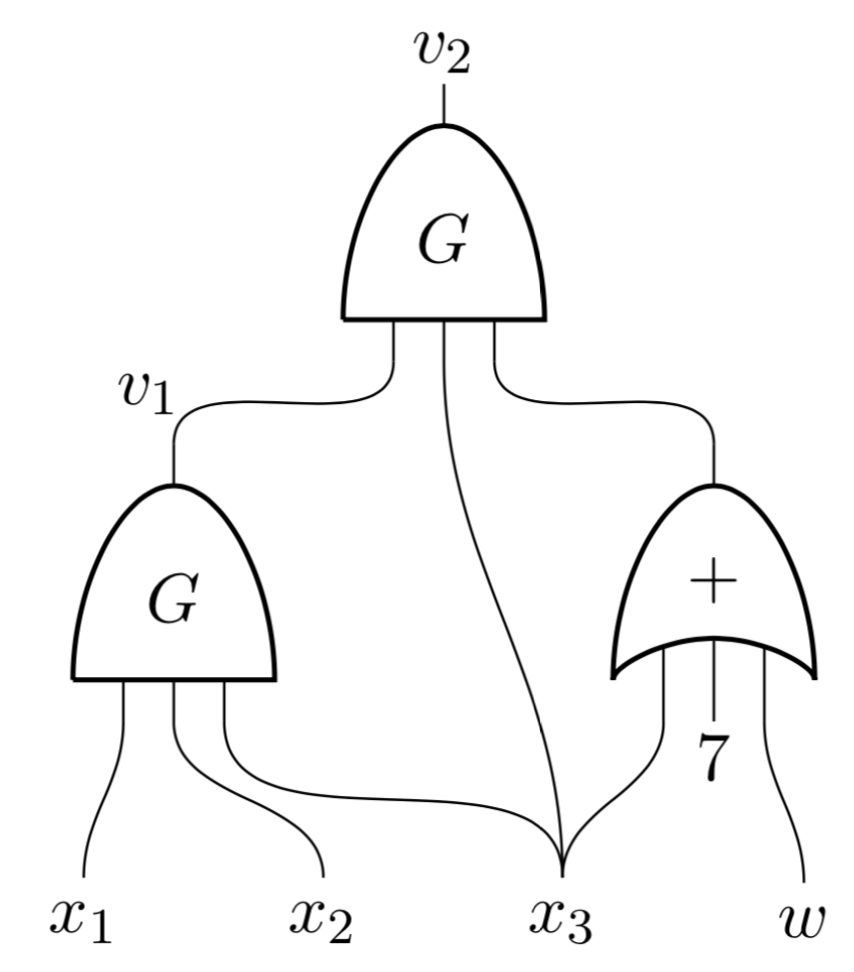 v₂
G
v₁
G
+
7
x₁ x₂ x₃ w